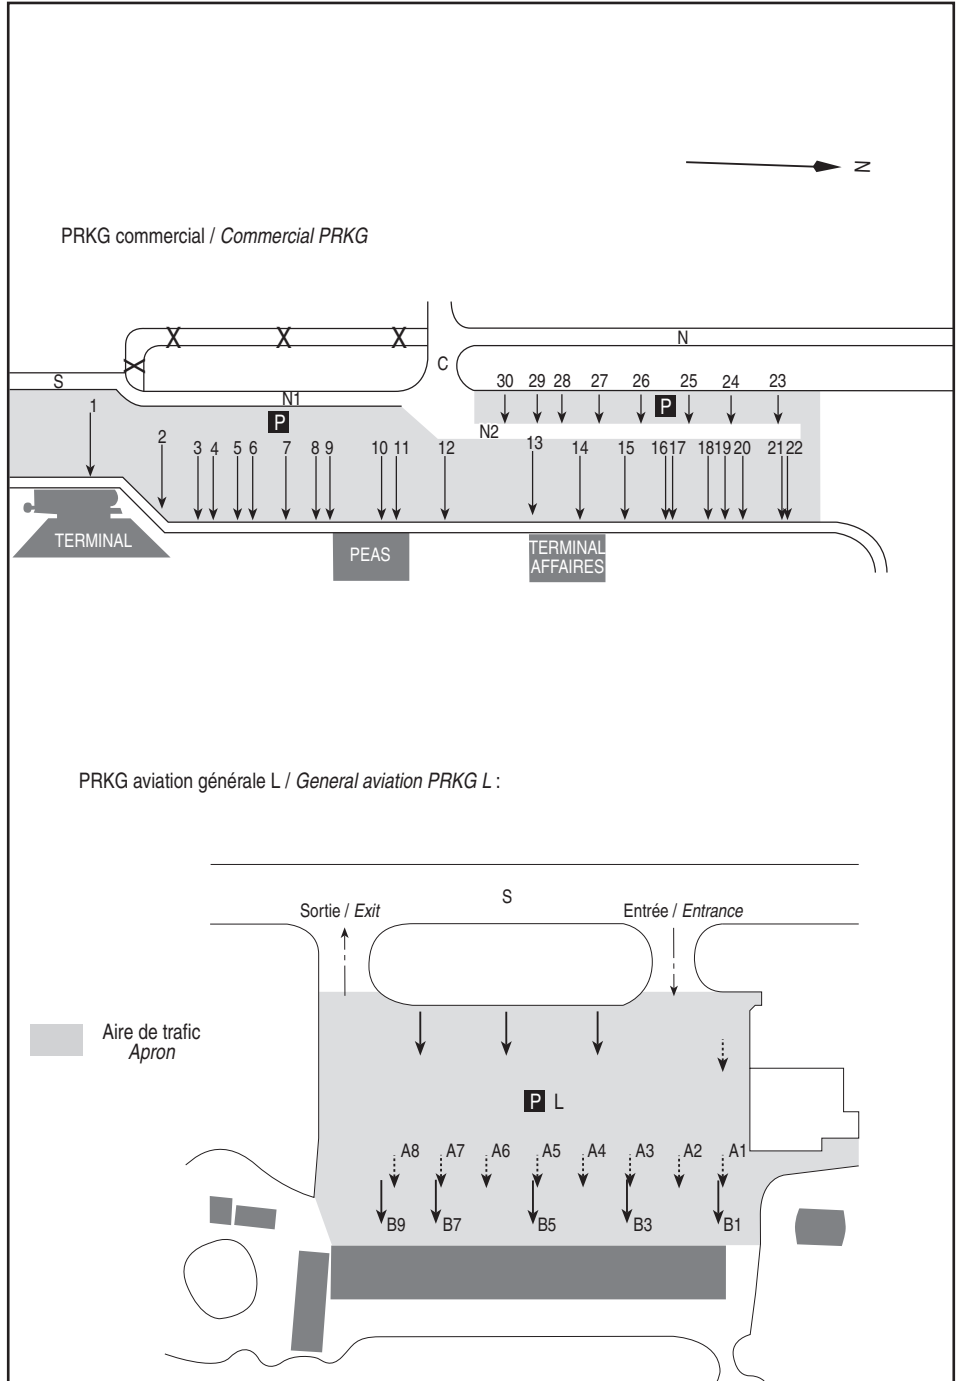 N
PRKG commercial / Commercial PRKG
X X X
N
X
C
S
30 29 28 27 26 25 24 23
1
N1
P
P
N2
2 3 4 5 6 7 8 9 10 11 12 13 14 15 16 17 18 19 20 21 22
TERMINAL
PEAS
TERMINAL
AFFAIRES
PRKG aviation générale L / General aviation PRKG L :
S
Sortie / Exit
Entrée / Entrance
Aire de trafic
Apron
P L
A8 A7 A6 A5 A4 A3 A2 A1
B9 B7 B5 B3 B1